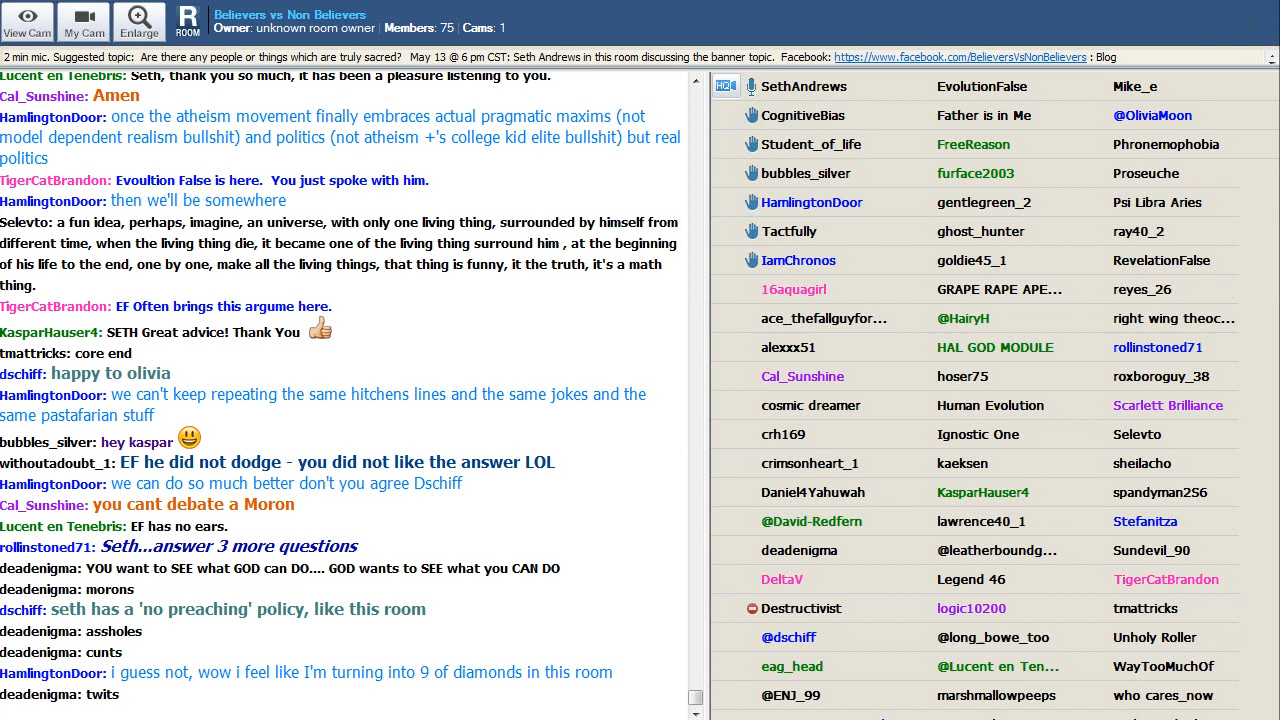 View Cam
My Cam
Enlarge
R
ROOM
Believers vs Non Believers
Owner: unknown room owner | Members: 75 | Cams: 1
2 min mic. Suggested topic: Are there any people or things which are truly sacred? May 13 @ 6 pm CST: Seth Andrews in this room discussing the banner topic. Facebook: https://www.facebook.com/BelieversVsNonBelievers : Blog
Lucent en Tenebris: Seth, thank you so much, it has been a pleasure listening to you.
Cal_Sunshine: Amen
HamlingtonDoor: once the atheism movement finally embraces actual pragmatic maxims (not
model dependent realism bullshit) and politics (not atheism +'s college kid elite bullshit) but real
politics
TigerCatBrandon: Evoultion False is here. You just spoke with him.
HamlingtonDoor: then we'll be somewhere
Selevto: a fun idea, perhaps, imagine, an universe, with only one living thing, surrounded by himself from
different time, when the living thing die, it became one of the living thing surround him , at the beginning
of his life to the end, one by one, make all the living things, that thing is funny, it the truth, it's a math
thing.
TigerCatBrandon: EF Often brings this argume here.
KasparHauser4: SETH Great advice! Thank You
tmattricks: core end
dschiff: happy to olivia
HamlingtonDoor: we can't keep repeating the same hitchens lines and the same jokes and the
same pastafarian stuff
bubbles_silver: hey kaspar
withoutadoubt_1: EF he did not dodge - you did not like the answer LOL
HamlingtonDoor: we can do so much better don't you agree Dschiff
Cal_Sunshine: you cant debate a Moron
Lucent en Tenebris: EF has no ears.
rollinstoned71: Seth...answer 3 more questions
deadenigma: YOU want to SEE what GOD can DO.... GOD wants to SEE what you CAN DO
deadenigma: morons
dschiff: seth has a 'no preaching' policy, like this room
deadenigma: assholes
deadenigma: cunts
HamlingtonDoor: i guess not, wow i feel like I'm turning into 9 of diamonds in this room
deadenigma: twits
HQ SethAndrews EvolutionFalse Mike_e
CognitiveBias Father is in Me @OliviaMoon
Student_of_life FreeReason Phronemophobia
bubbles_silver furface2003 Proseuche
HamlingtonDoor gentlegreen_2 Psi Libra Aries
Tactfully ghost_hunter ray40_2
IamChronos goldie45_1 RevelationFalse
16aquagirl GRAPE RAPE APE... reyes_26
ace_thefallguyfor... @HairyH right wing theoc...
alexxx51 HAL GOD MODULE rollinstoned71
Cal_Sunshine hoser75 roxboroguy_38
cosmic dreamer Human Evolution Scarlett Brilliance
crh169 Ignostic One Selevto
crimsonheart_1 kaeksen sheilacho
Daniel4Yahuwah KasparHauser4 spandyman2S6
@David-Redfern lawrence40_1 Stefanitza
deadenigma @leatherboundg... Sundevil_90
DeltaV Legend 46 TigerCatBrandon
Destructivist logic10200 tmattricks
@dschiff @long_bowe_too Unholy Roller
eag_head @Lucent en Ten... WayTooMuchOf
@ENJ_99 marshmallowpeeps who cares_now